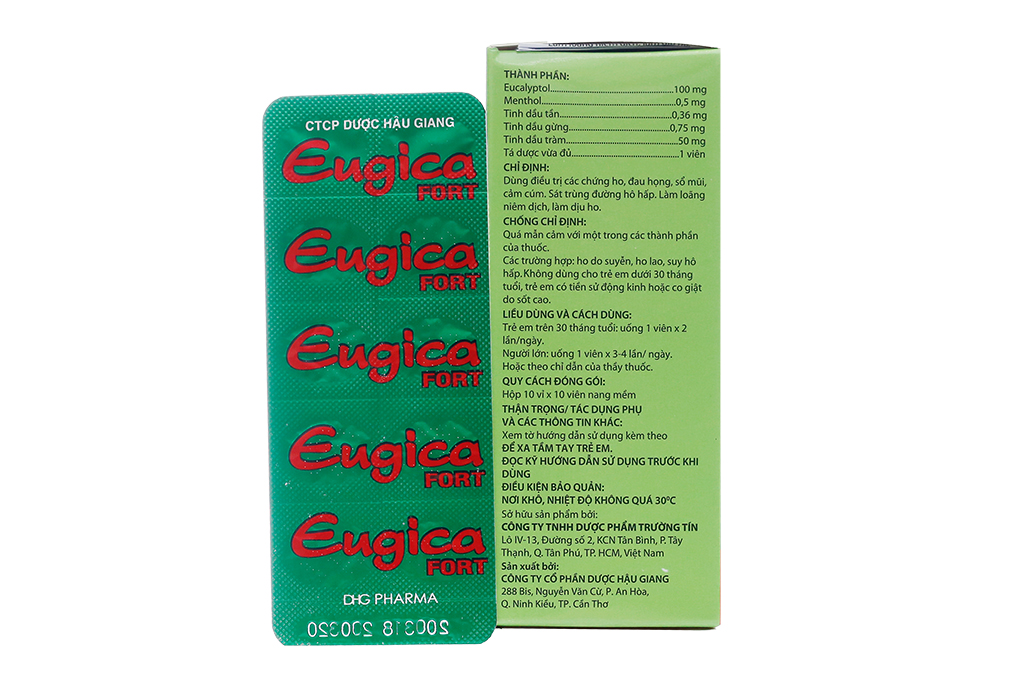 CTCP DƯỢC HẬU GIANG
Eugica
FORT
Eugica
FORT
Eugica
FORT
Eugica
FORT
Eugica
FORT
DHG PHARMA
200318 200320
THÀNH PHẦN:
Eucalyptol........................................100 mg
Menthol............................................0,5 mg
Tinh dầu tần....................................0,36 mg
Tinh dầu gừng.................................0,75 mg
Tinh dầu tràm....................................50 mg
Tá dược vừa đủ...................................1 viên
CHỈ ĐỊNH:
Dùng điều trị các chứng ho, đau họng, sổ mũi,
cảm cúm. Sát trùng đường hô hấp. Làm loãng
niêm dịch, làm dịu ho.
CHỐNG CHỈ ĐỊNH:
Quá mẫn cảm với một trong các thành phần
của thuốc.
Các trường hợp: ho do suyễn, ho lao, suy hô
hấp. Không dùng cho trẻ em dưới 30 tháng
tuổi, trẻ em có tiền sử động kinh hoặc co giật
do sốt cao.
LIỀU DÙNG VÀ CÁCH DÙNG:
Trẻ em trên 30 tháng tuổi: uống 1 viên x 2
lần/ngày.
Người lớn: uống 1 viên x 3-4 lần/ ngày.
Hoặc theo chỉ dẫn của thầy thuốc.
QUY CÁCH ĐÓNG GÓI:
Hộp 10 vỉ x 10 viên nang mềm
THẬN TRỌNG/ TÁC DỤNG PHỤ
VÀ CÁC THÔNG TIN KHÁC:
Xem tờ hướng dẫn sử dụng kèm theo
ĐỂ XA TẦM TAY TRẺ EM.
ĐỌC KỸ HƯỚNG DẪN SỬ DỤNG TRƯỚC KHI
DÙNG
ĐIỀU KIỆN BẢO QUẢN:
NƠI KHÔ, NHIỆT ĐỘ KHÔNG QUÁ 30ºC
Sở hữu sản phẩm bởi:
CÔNG TY TNHH DƯỢC PHẨM TRƯỜNG TÍN
Lô IV-13, Đường số 2, KCN Tân Bình, P. Tây
Thạnh, Q. Tân Phú, TP. HCM, Việt Nam
Sản xuất bởi:
CÔNG TY CỔ PHẦN DƯỢC HẬU GIANG
288 Bis, Nguyễn Văn Cừ, P. An Hòa,
Q. Ninh Kiều, TP. Cần Thơ